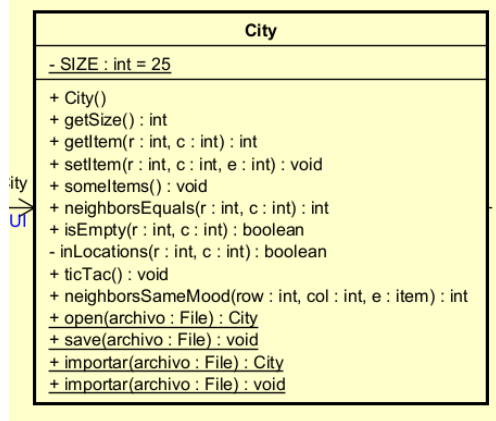 City
- SIZE : int = 25
+ City()
+ getSize() : int
+ getItem(r : int, c : int) : int
+ setItem(r : int, c : int, e : int) : void
+ someItems() : void
+ neighborsEquals(r : int, c : int) : int
+ isEmpty(r : int, c : int) : boolean
- inLocations(r : int, c : int) : boolean
+ ticTac() : void
+ neighborsSameMood(row : int, col : int, e : item) : int
+ open(archivo : File) : City
+ save(archivo : File) : void
+ importar(archivo : File) : City
+ importar(archivo : File) : void
ity
UI